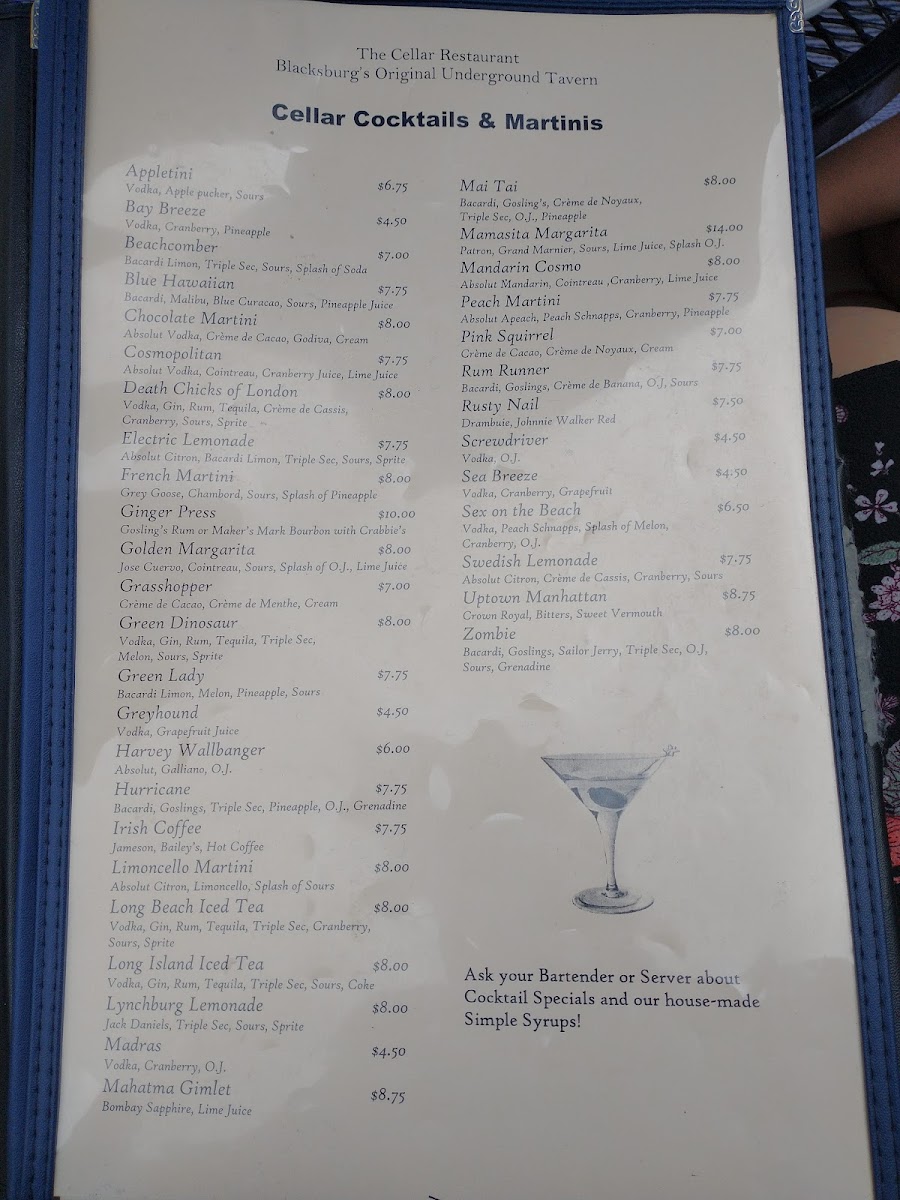 The Cellar Restaurant
Blacksburg's Original Underground Tavern
Cellar Cocktails & Martinis
Appletini $6.75
Vodka, Apple pucker, Sours
Bay Breeze $4.50
Vodka, Cranberry, Pineapple
Beachcomber $7.00
Bacardi Limon, Triple Sec, Sours, Splash of Soda
Blue Hawaiian $7.75
Bacardi, Malibu, Blue Curacao, Sours, Pineapple Juice
Chocolate Martini $8.00
Absolut Vodka, Crème de Cacao, Godiva, Cream
Cosmopolitan $7.75
Absolut Vodka, Cointreau, Cranberry Juice, Lime Juice
Death Chicks of London $8.00
Vodka, Gin, Rum, Tequila, Crème de Cassis,
Cranberry, Sours, Sprite
Electric Lemonade $7.75
Absolut Citron, Bacardi Limon, Triple Sec, Sours, Sprite
French Martini $8.00
Grey Goose, Chambord, Sours, Splash of Pineapple
Ginger Press $10.00
Gosling's Rum or Maker's Mark Bourbon with Crabbie's
Golden Margarita $8.00
Jose Cuervo, Cointreau, Sours, Splash of O.J., Lime Juice
Grasshopper $7.00
Crème de Cacao, Crème de Menthe, Cream
Green Dinosaur $8.00
Vodka, Gin, Rum, Tequila, Triple Sec,
Melon, Sours, Sprite
Green Lady $7.75
Bacardi Limon, Melon, Pineapple, Sours
Greyhound $4.50
Vodka, Grapefruit Juice
Harvey Wallbanger $6.00
Absolut, Galliano, O.J.
Hurricane $7.75
Bacardi, Goslings, Triple Sec, Pineapple, O.J., Grenadine
Irish Coffee $7.75
Jameson, Bailey's, Hot Coffee
Limoncello Martini $8.00
Absolut Citron, Limoncello, Splash of Sours
Long Beach Iced Tea $8.00
Vodka, Gin, Rum, Tequila, Triple Sec, Cranberry,
Sours, Sprite
Long Island Iced Tea $8.00
Vodka, Gin, Rum, Tequila, Triple Sec, Sours, Coke
Lynchburg Lemonade $8.00
Jack Daniels, Triple Sec, Sours, Sprite
Madras $4.50
Vodka, Cranberry, O.J.
Mahatma Gimlet $8.75
Bombay Sapphire, Lime Juice
Mai Tai $8.00
Bacardi, Gosling's, Crème de Noyaux,
Triple Sec, O.J., Pineapple
Mamasita Margarita $14.00
Patron, Grand Marnier, Sours, Lime Juice, Splash O.J.
Mandarin Cosmo $8.00
Absolut Mandarin, Cointreau ,Cranberry, Lime Juice
Peach Martini $7.75
Absolut Apeach, Peach Schnapps, Cranberry, Pineapple
Pink Squirrel $7.00
Crème de Cacao, Crème de Noyaux, Cream
Rum Runner $7.75
Bacardi, Goslings, Crème de Banana, O.J, Sours
Rusty Nail $7.50
Drambuie, Johnnie Walker Red
Screwdriver $4.50
Vodka, O.J.
Sea Breeze $4.50
Vodka, Cranberry, Grapefruit
Sex on the Beach $6.50
Vodka, Peach Schnapps, Splash of Melon,
Cranberry, O.J.
Swedish Lemonade $7.75
Absolut Citron, Crème de Cassis, Cranberry, Sours
Uptown Manhattan $8.75
Crown Royal, Bitters, Sweet Vermouth
Zombie $8.00
Bacardi, Goslings, Sailor Jerry, Triple Sec, O.J,
Sours, Grenadine
Ask your Bartender or Server about
Cocktail Specials and our house-made
Simple Syrups!